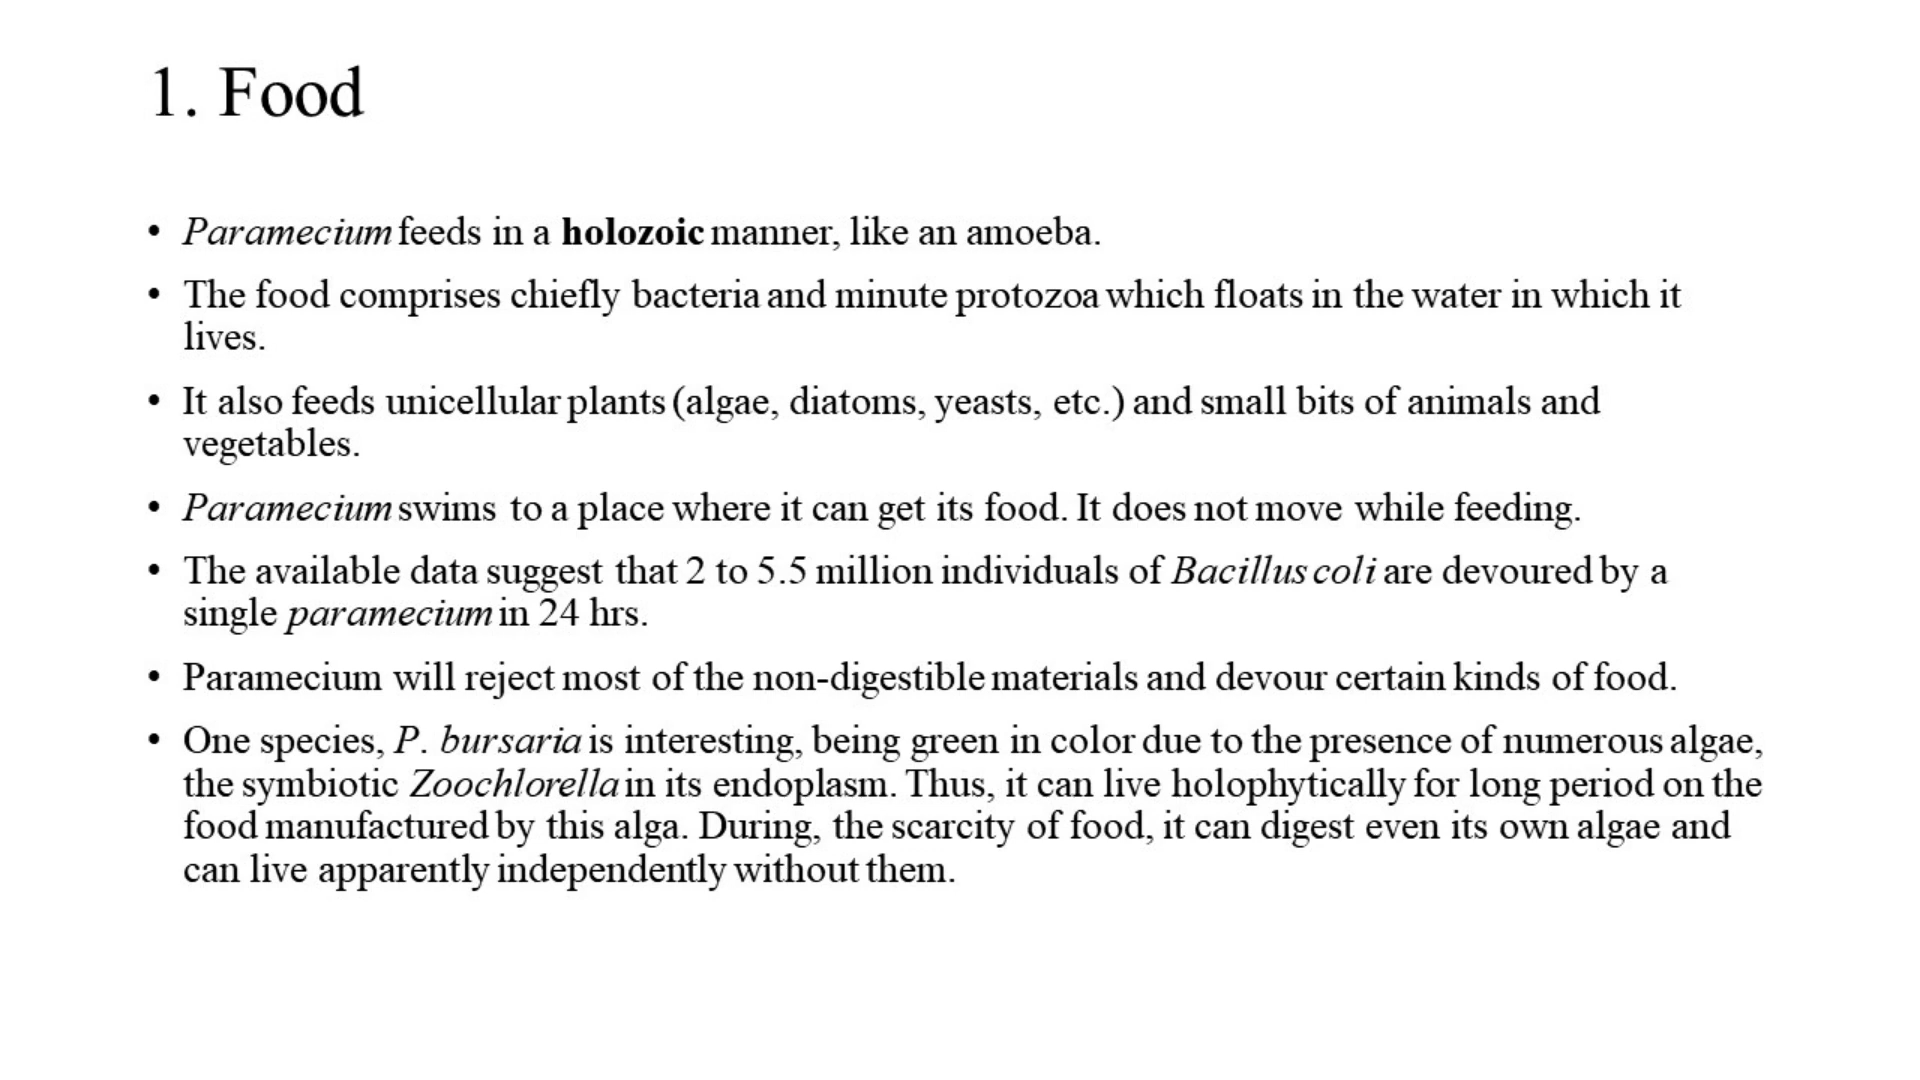 1. Food
• Paramecium feeds in a holozoic manner, like an amoeba.
• The food comprises chiefly bacteria and minute protozoa which floats in the water in which it
lives.
• It also feeds unicellular plants (algae, diatoms, yeasts, etc.) and small bits of animals and
vegetables.
• Paramecium swims to a place where it can get its food. It does not move while feeding.
• The available data suggest that 2 to 5.5 million individuals of Bacillus coli are devoured by a
single paramecium in 24 hrs.
• Paramecium will reject most of the non-digestible materials and devour certain kinds of food.
• One species, P. bursaria is interesting, being green in color due to the presence of numerous algae,
the symbiotic Zoochlorella in its endoplasm. Thus, it can live holophytically for long period on the
food manufactured by this alga. During, the scarcity of food, it can digest even its own algae and
can live apparently independently without them.